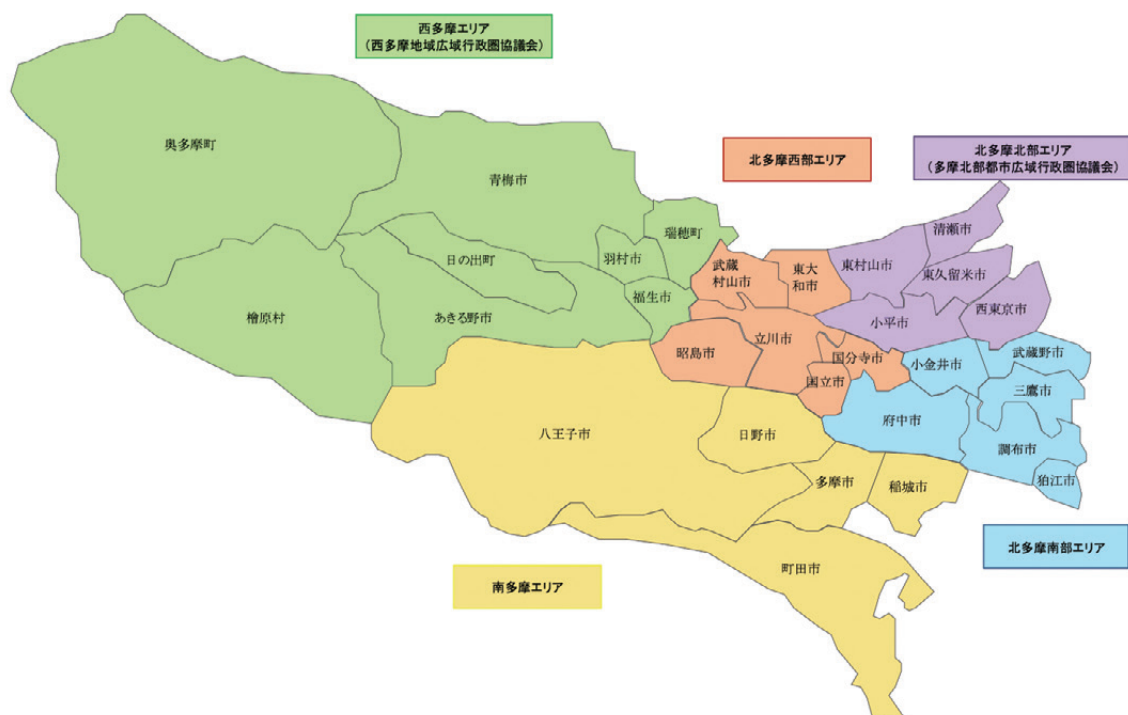 西多摩エリア
（西多摩地域広域行政圏協議会）
北多摩西部エリア
北多摩北部エリア
（多摩北部都市広域行政圏協議会）
奥多摩町
青梅市
瑞穂町
羽村市
日の出町
福生市
あきる野市
檜原村
武蔵
村山市
東大
和市
東村山市
清瀬市
東久留米市
西東京市
小平市
昭島市
立川市
国分寺市
国立市
小金井市
武蔵野市
三鷹市
府中市
調布市
狛江市
八王子市
日野市
多摩市
稲城市
町田市
北多摩南部エリア
南多摩エリア